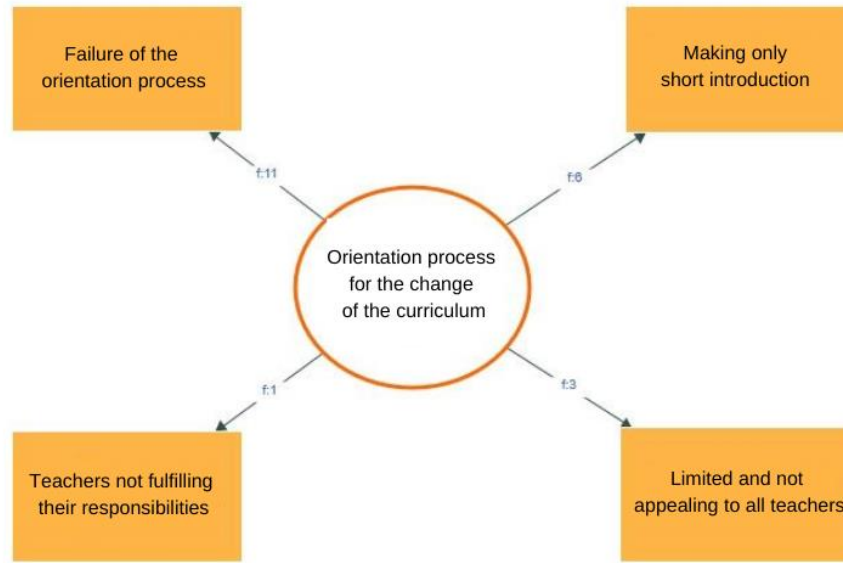 Failure of the
orientation process
Making only
short introduction
f:11
f:6
Orientation process
for the change
of the curriculum
f:1
f:3
Teachers not fulfilling
their responsibilities
Limited and not
appealing to all teachers